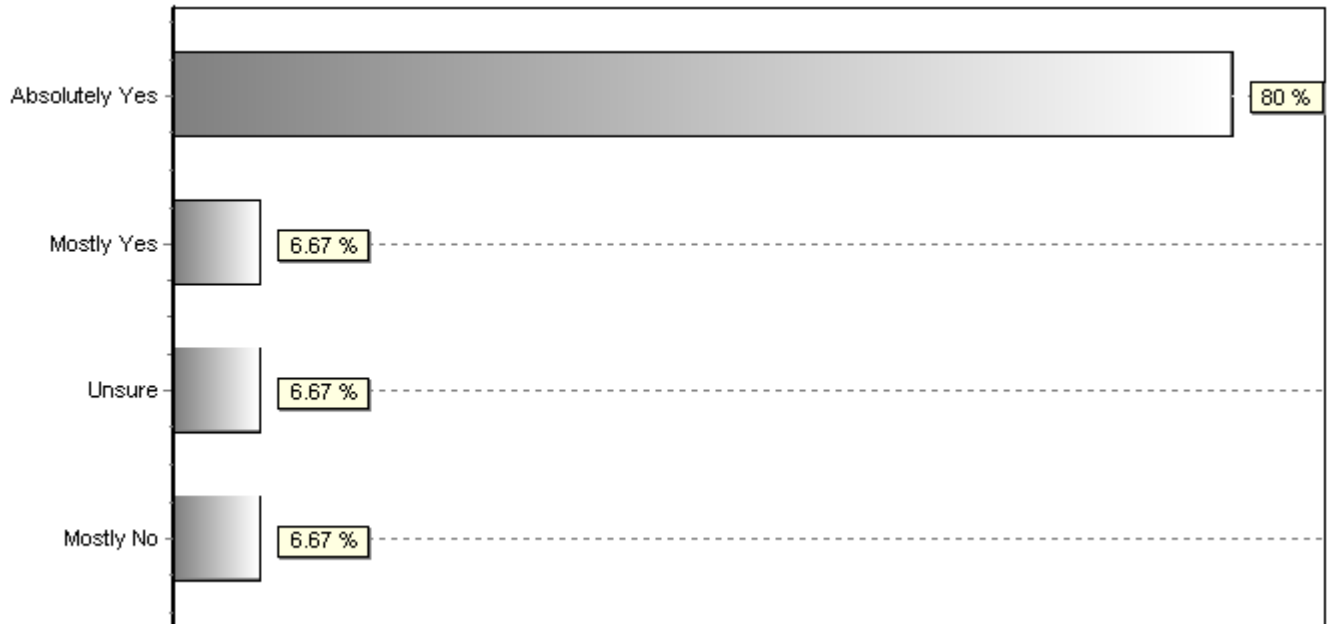 Absolutely Yes 80 %
Mostly Yes 6.67 %
Unsure 6.67 %
Mostly No 6.67 %